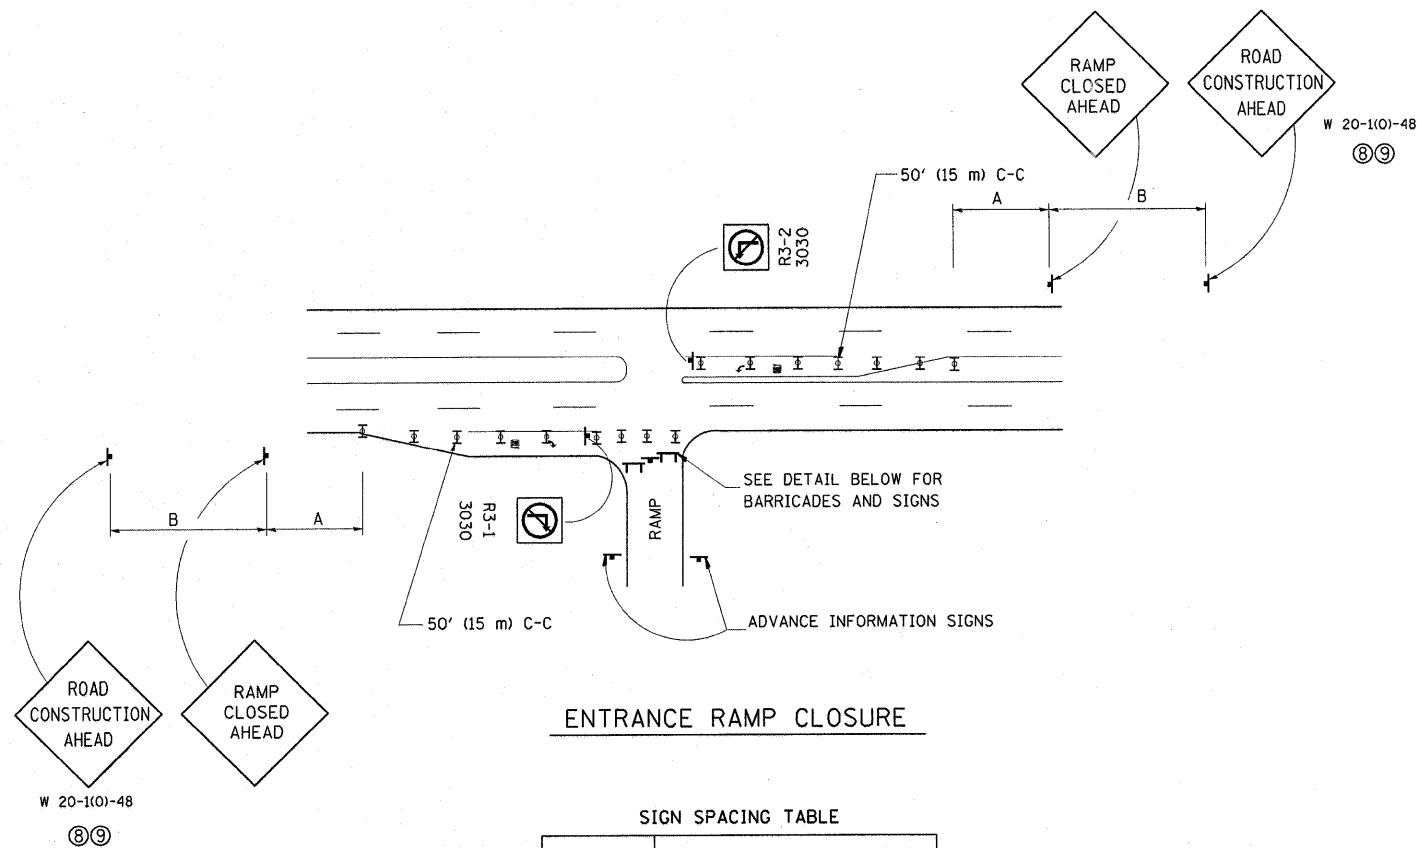 RAMP
CLOSED
AHEAD
ROAD
CONSTRUCTION
AHEAD
W 20-1(O)-48
⑧⑨
50' (15 m) C-C
A
B
R3-2
3030
SEE DETAIL BELOW FOR
BARRICADES AND SIGNS
RAMP
B
A
R3-1
3030
50' (15 m) C-C
ADVANCE INFORMATION SIGNS
ROAD
CONSTRUCTION
AHEAD
RAMP
CLOSED
AHEAD
W 20-1(O)-48
⑧⑨
ENTRANCE RAMP CLOSURE
SIGN SPACING TABLE